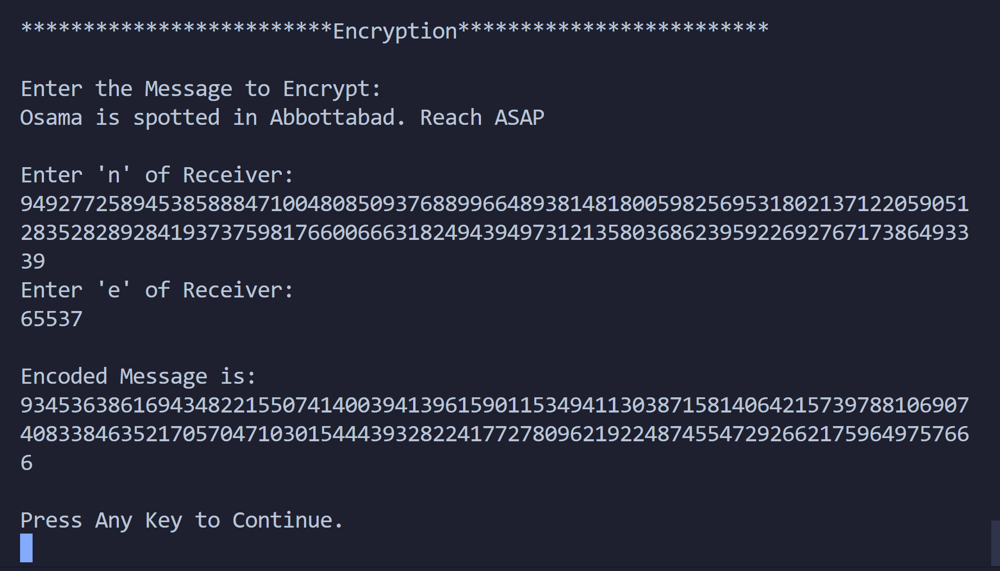 *************************Encryption*************************
Enter the Message to Encrypt:
Osama is spotted in Abbottabad. Reach ASAP
Enter 'n' of Receiver:
9492772589453858884710048085093768899664893814818005982569531802137122059051
2835282892841937375981766006663182494394973121358036862395922692767173864933
39
Enter 'e' of Receiver:
65537
Encoded Message is:
9345363861694348221550741400394139615901153494113038715814064215739788106907
4083384635217057047103015444393282241772780962192248745547292662175964975766
6
Press Any Key to Continue.